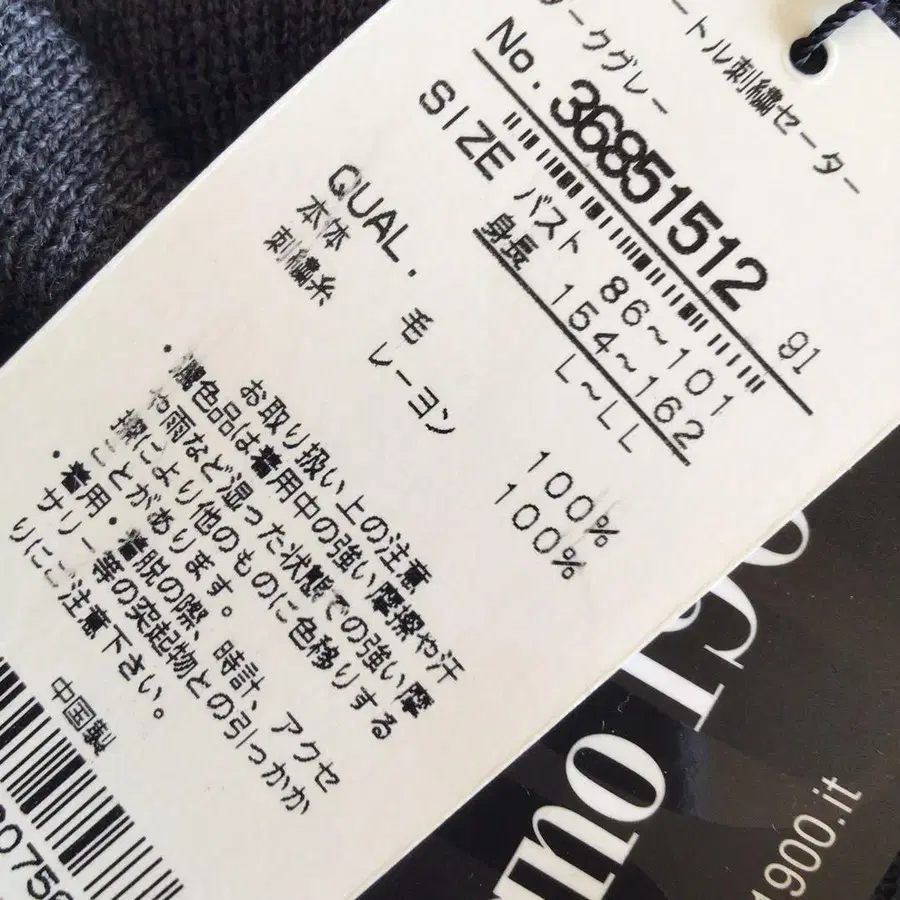 ートル刺繍セーター
ークグレー
No. 36851512 91
SIZE バスト 86~101
身長 154~162
L~LL
QUAL.
本体 毛 100%
刺繍糸 レーヨン 100%
お取り扱い上の注意
・濃色品は着用中の強い摩擦や汗
や雨など湿った状態での強い摩
擦により他のものに色移りする
ことがあります。
・着用・着脱の際、時計、アクセ
サリー等の突起物との引っかか
りにご注意下さい。
中国製
1900.it